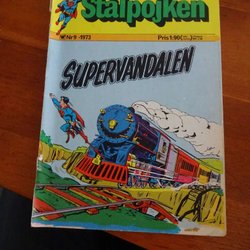 Stålpojken
Nr 9 -1973
Pris 1:90
SUPERVANDALEN